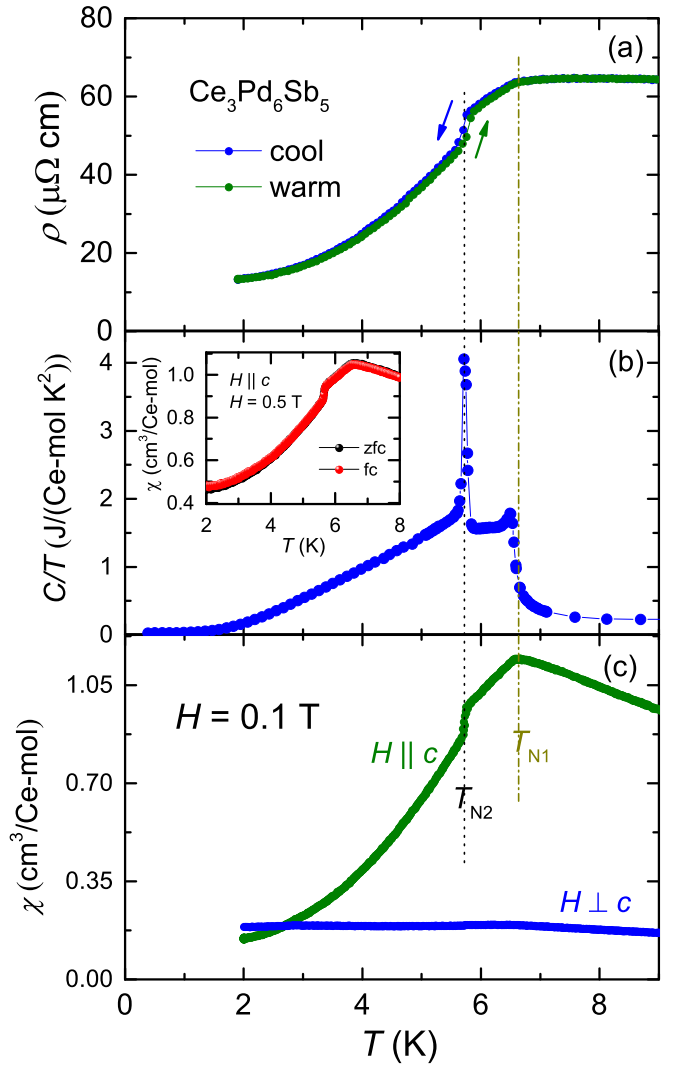 80
(a)
60
Ce₃Pd₆Sb₅
cool
40
warm
ρ (μΩ cm)
20
0
(b)
4
1.0
H || c
H = 0.5 T
0.8
χ (cm³/Ce-mol)
3
0.6
zfc
fc
0.4
2 4 6 8
T (K)
2
C/T (J/(Ce-mol K²))
1
0
(c)
1.05
H = 0.1 T
H || c
T_N1
0.70
T_N2
χ (cm³/Ce-mol)
0.35
H ⊥ c
0.00
0 2 4 6 8
T (K)